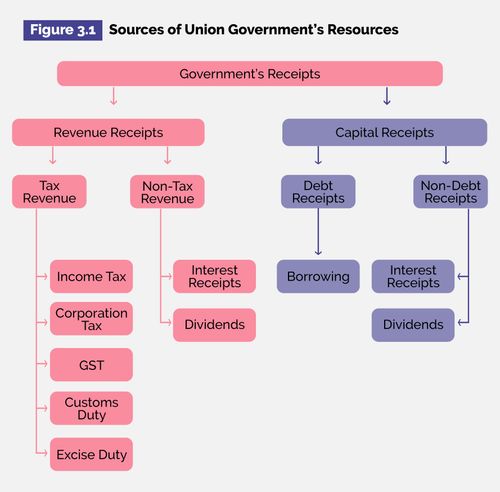 Figure 3.1 Sources of Union Government's Resources
Government's Receipts
Revenue Receipts
Capital Receipts
Tax
Revenue
Non-Tax
Revenue
Debt
Receipts
Non-Debt
Receipts
Income Tax
Interest
Receipts
Borrowing
Interest
Receipts
Corporation
Tax
Dividends
Dividends
GST
Customs
Duty
Excise Duty